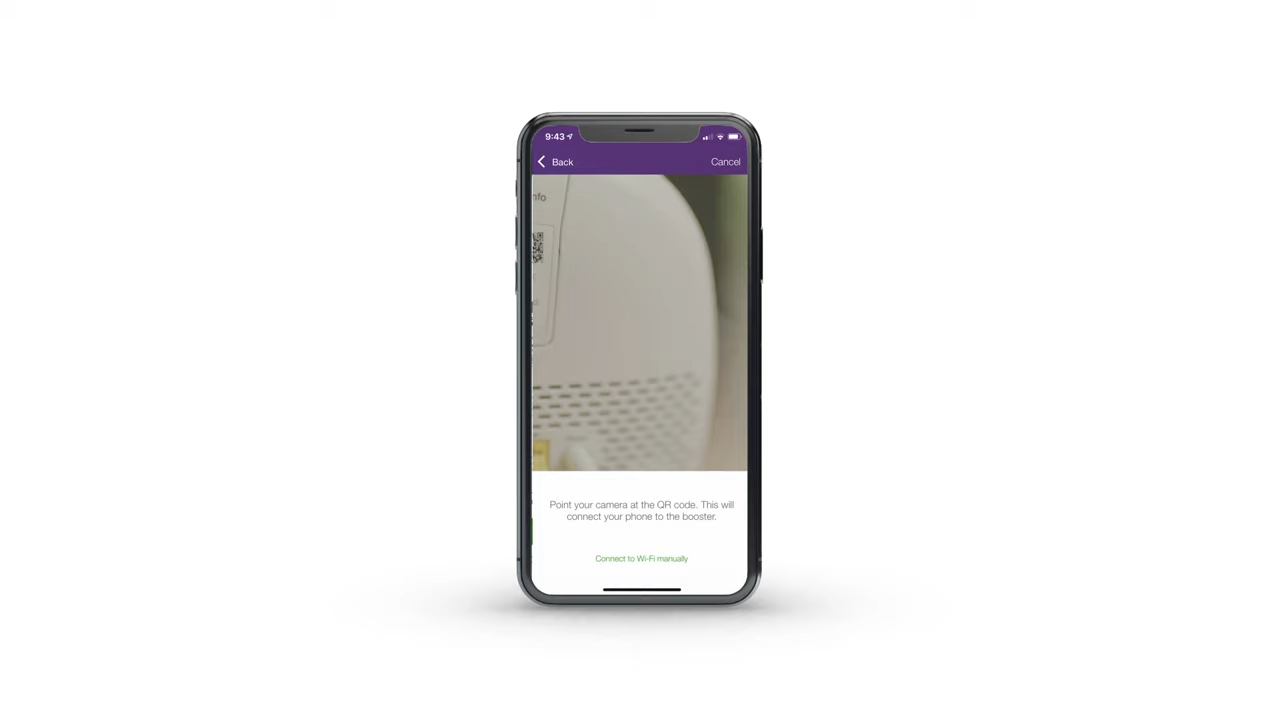 9:43
Back
Cancel
Point your camera at the QR code. This will
connect your phone to the booster.
Connect to Wi-Fi manually